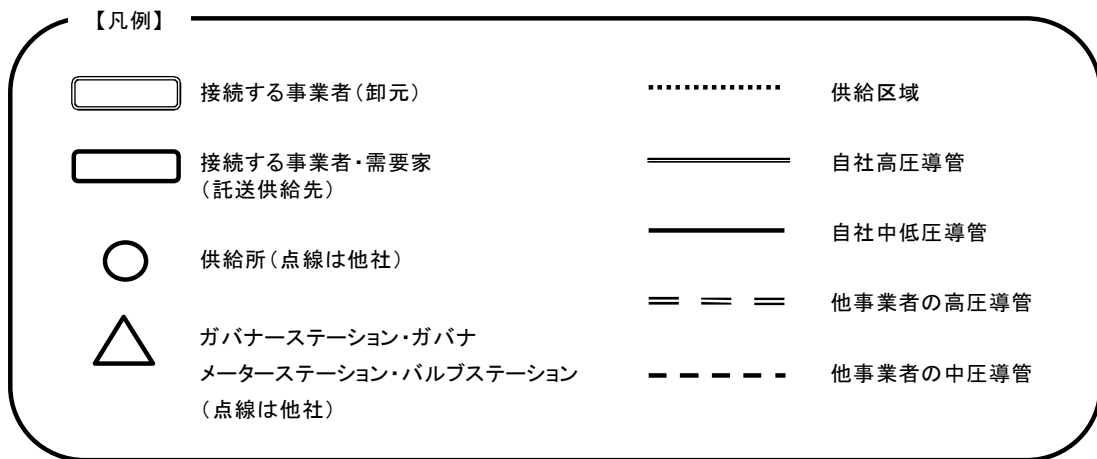 【凡例】
接続する事業者(卸元)
接続する事業者・需要家
(託送供給先)
供給所(点線は他社)
ガバナーステーション・ガバナ
メーターステーション・バルブステーション
(点線は他社)
供給区域
自社高圧導管
自社中低圧導管
他事業者の高圧導管
他事業者の中圧導管